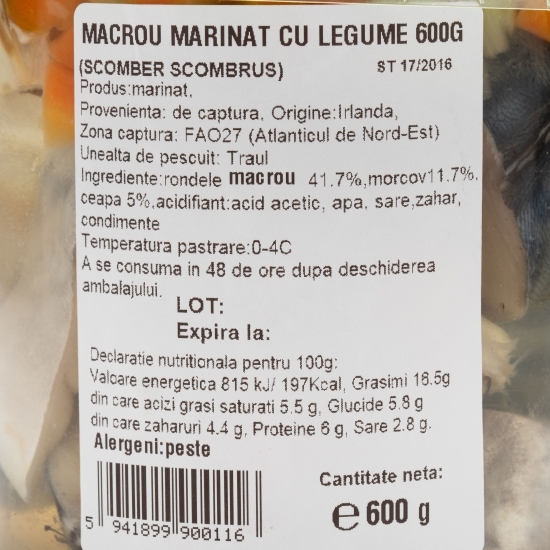 MACROU MARINAT CU LEGUME 600G
(SCOMBER SCOMBRUS) ST 17/2016
Produs:marinat,
Provenienta: de captura, Origine:Irlanda,
Zona captura: FAO27 (Atlanticul de Nord-Est)
Unealta de pescuit: Traul
Ingrediente:rondele macrou 41.7%,morcov11.7%,
ceapa 5%,acidifiant:acid acetic, apa, sare,zahar,
condimente
Temperatura pastrare:0-4C
A se consuma in 48 de ore dupa deschiderea
ambalajului.
LOT:
Expira la:
Declaratie nutritionala pentru 100g:
Valoare energetica 815 kJ/ 197Kcal, Grasimi 16.5g
din care acizi grasi saturati 5.5 g, Glucide 5.8 g
din care zaharuri 4.4 g, Proteine 6 g, Sare 2.8 g.
Alergeni:peste
Cantitate neta:
e 600 g
5 941899 900116